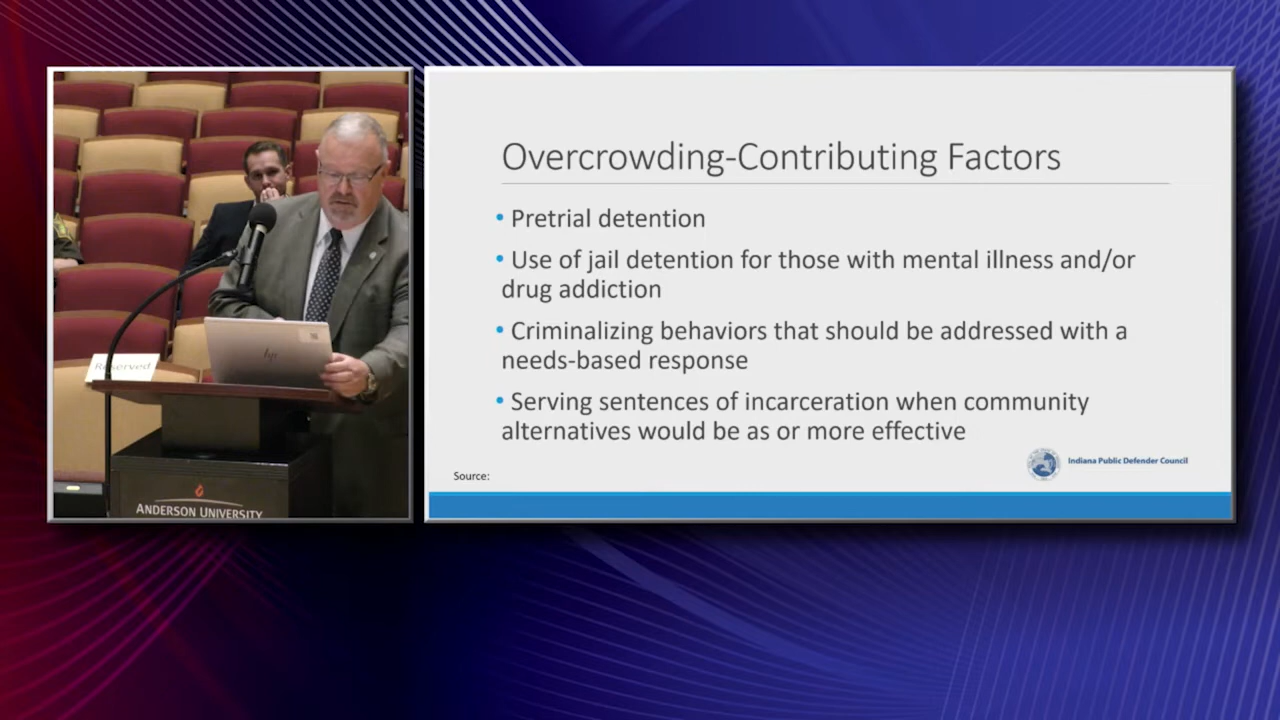 Overcrowding-Contributing Factors
• Pretrial detention
• Use of jail detention for those with mental illness and/or
drug addiction
• Criminalizing behaviors that should be addressed with a
needs-based response
• Serving sentences of incarceration when community
alternatives would be as or more effective
Source:
Indiana Public Defender Council
hp
Reserved
ANDERSON UNIVERSITY